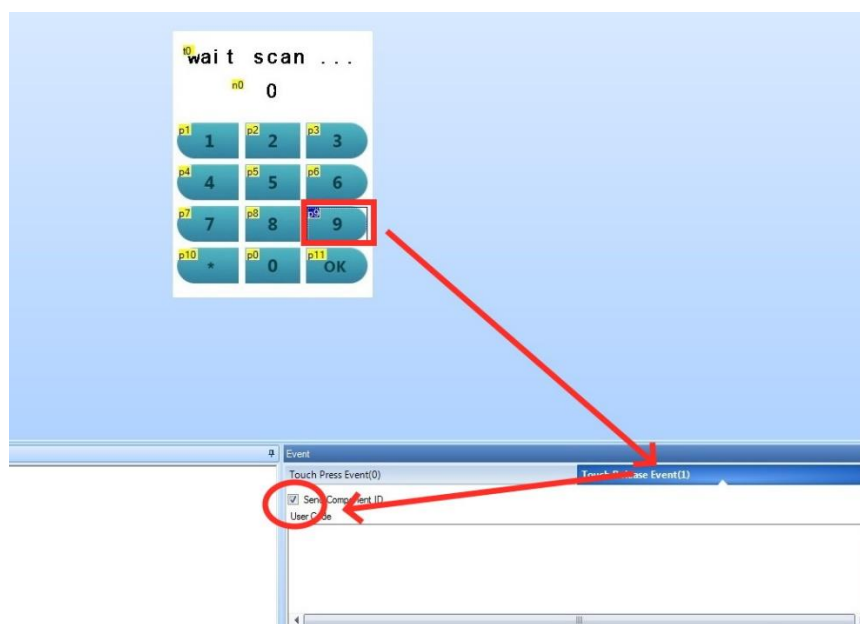 t0
wait scan ...
n0
0
p1 1 p2 2 p3 3
p4 4 p5 5 p6 6
p7 7 p8 8 p9 9
p10 * p0 0 p11 OK
Event
Touch Press Event(0) Touch Release Event(1)
Send Component ID
User Code